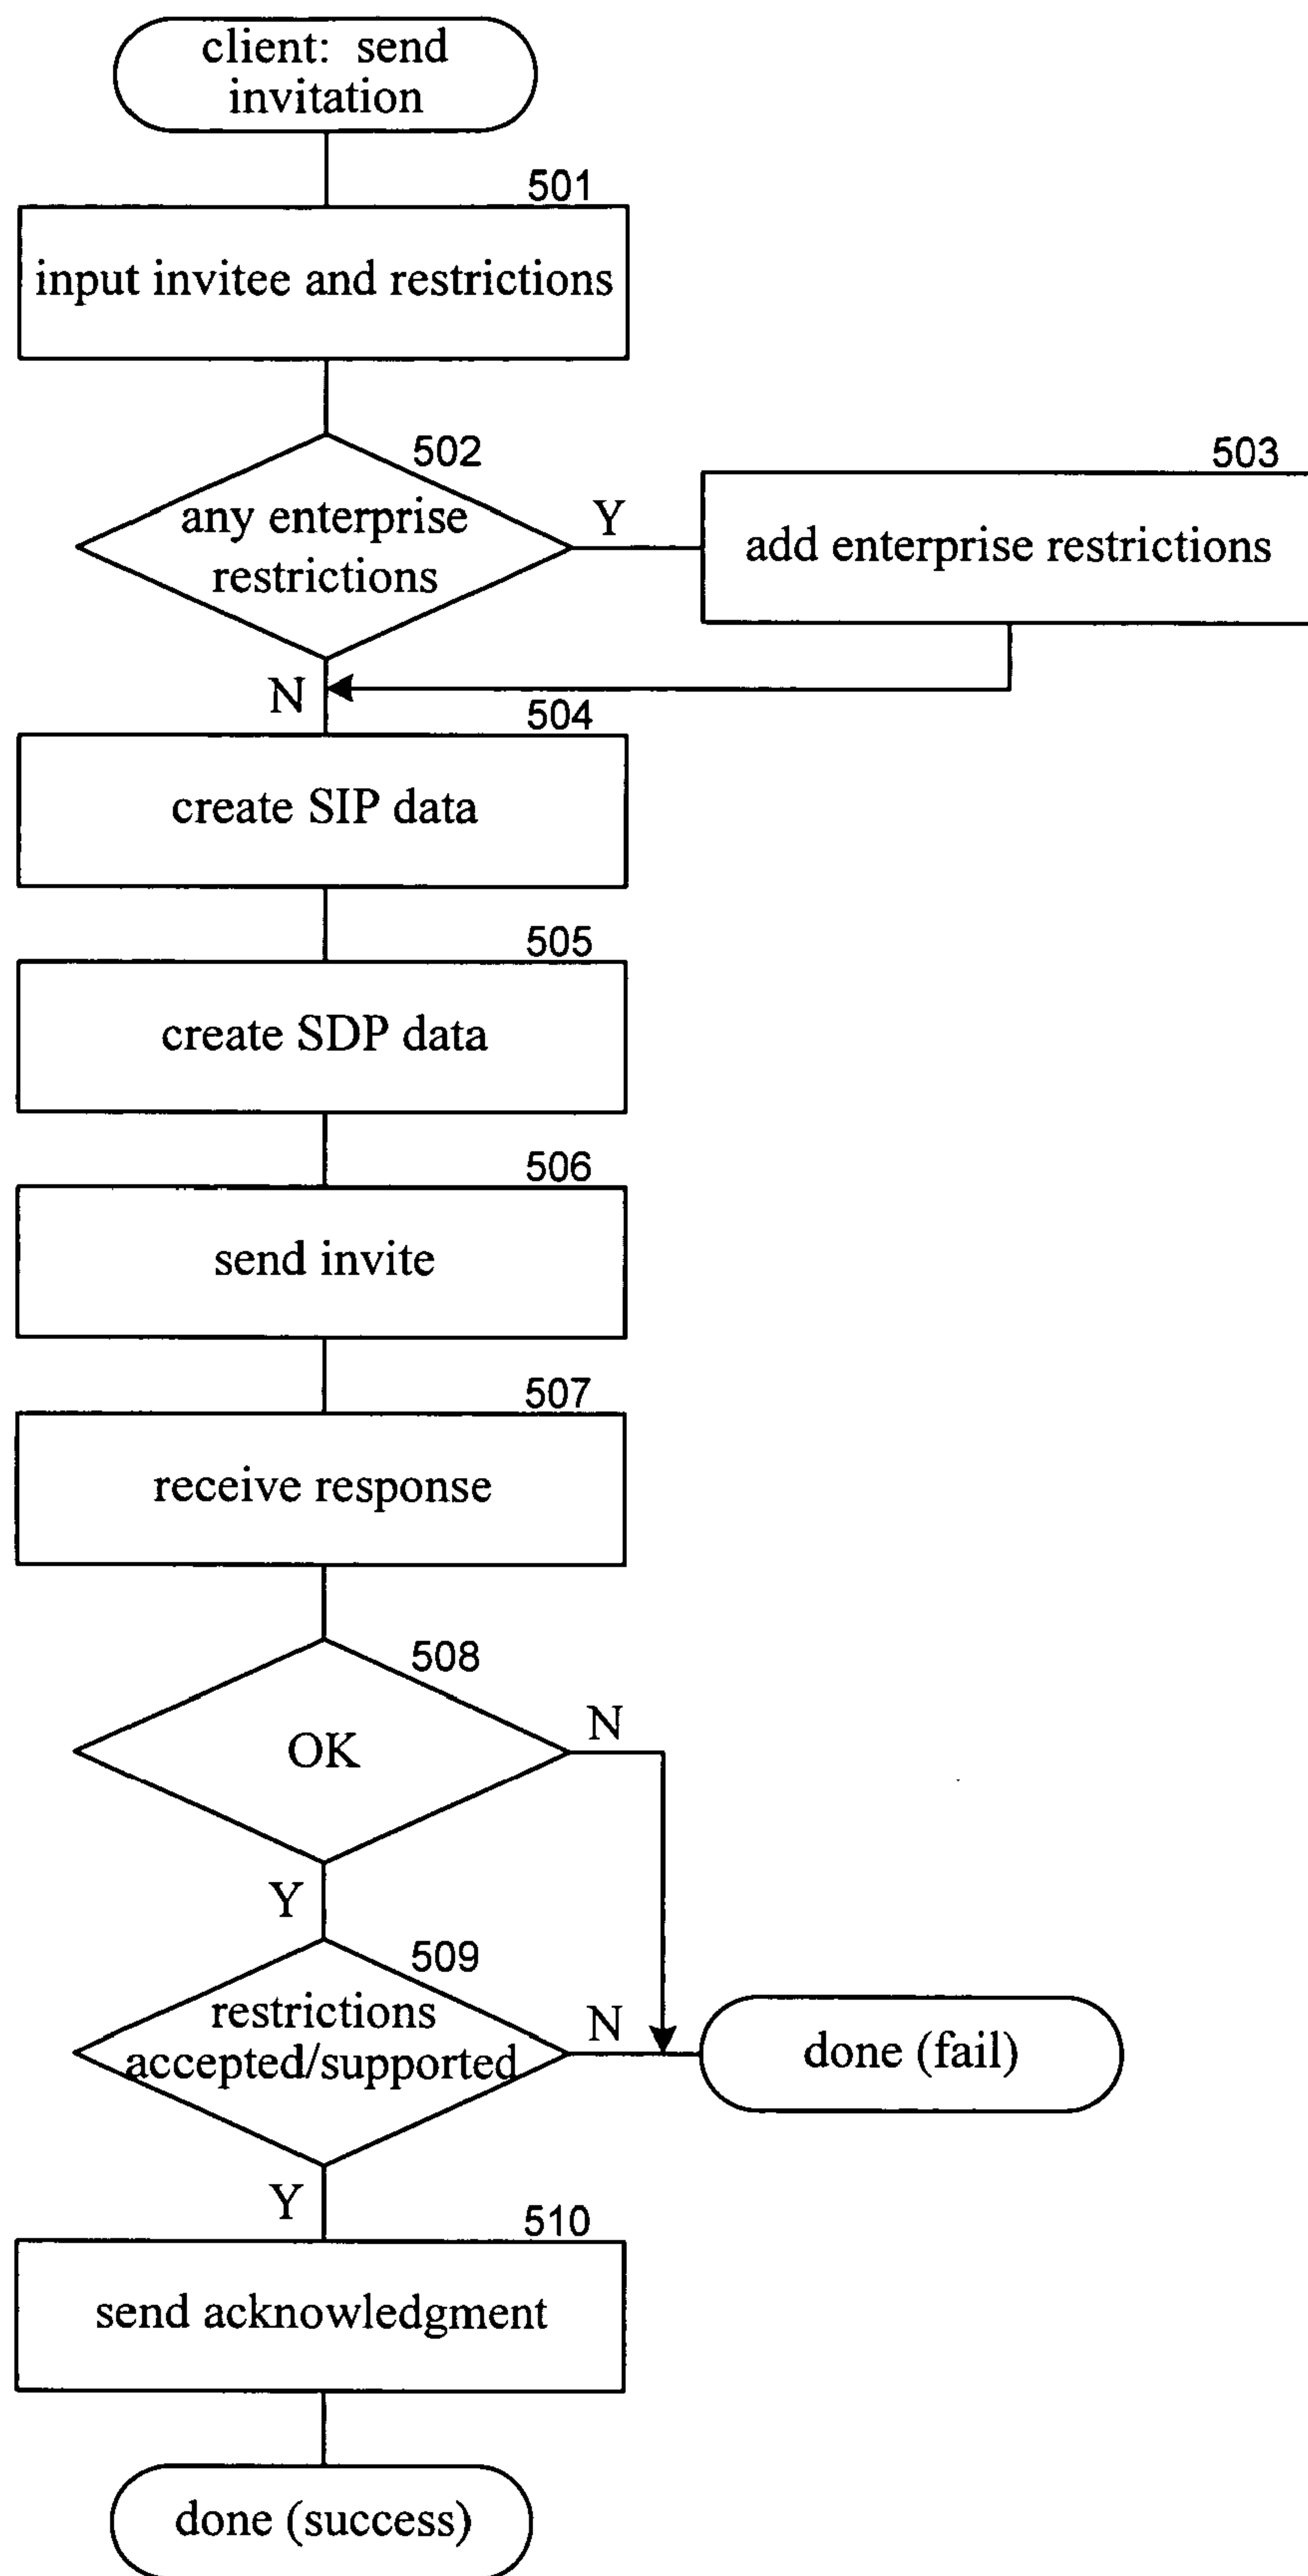 client: send
invitation
501
input invitee and restrictions
502
any enterprise
restrictions
Y
503
add enterprise restrictions
N
504
create SIP data
505
create SDP data
506
send invite
507
receive response
508
OK
N
Y
509
restrictions
accepted/supported
N
done (fail)
Y
510
send acknowledgment
done (success)